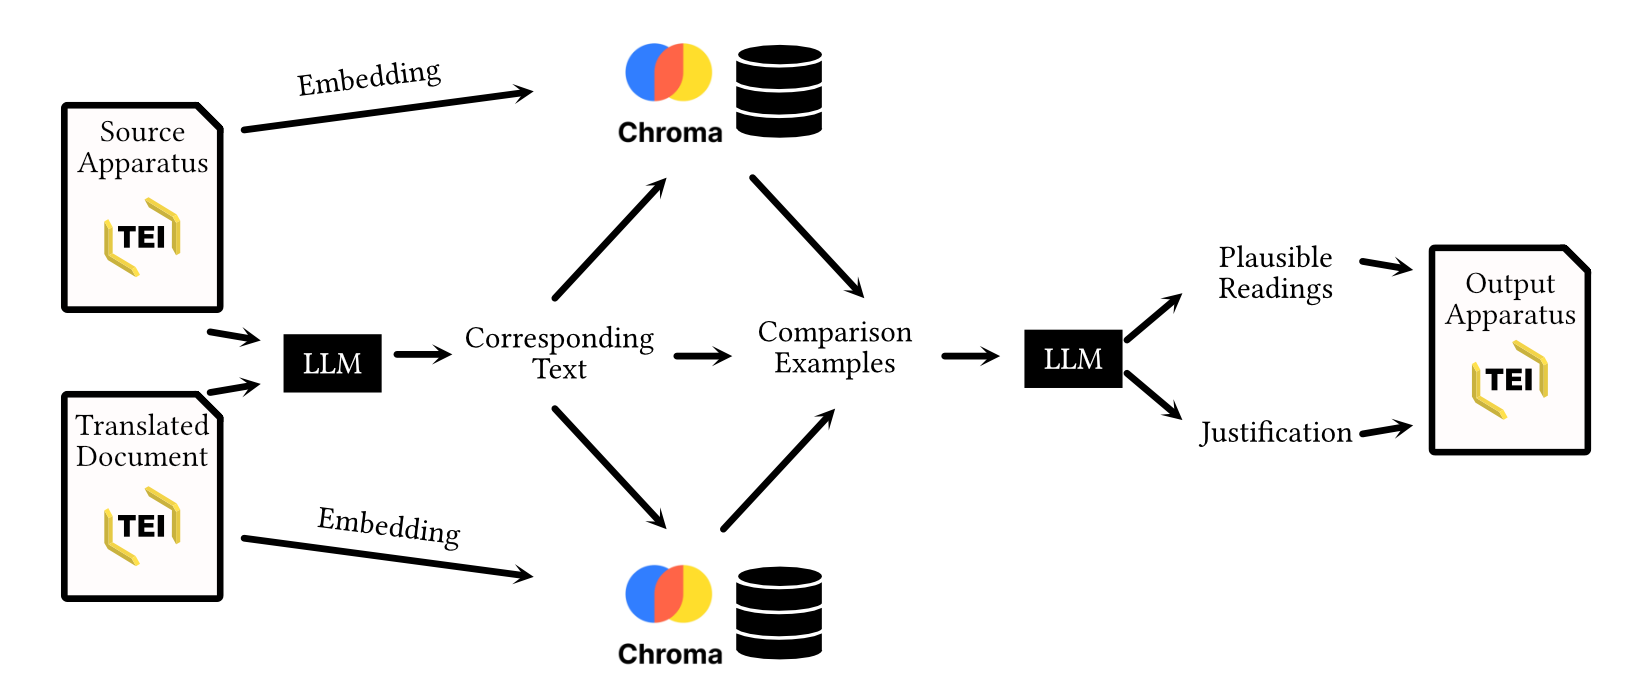 Embedding
Chroma
Source
Apparatus
TEI
LLM
Corresponding
Text
Comparison
Examples
LLM
Plausible
Readings
Justification
Output
Apparatus
TEI
Translated
Document
TEI
Embedding
Chroma